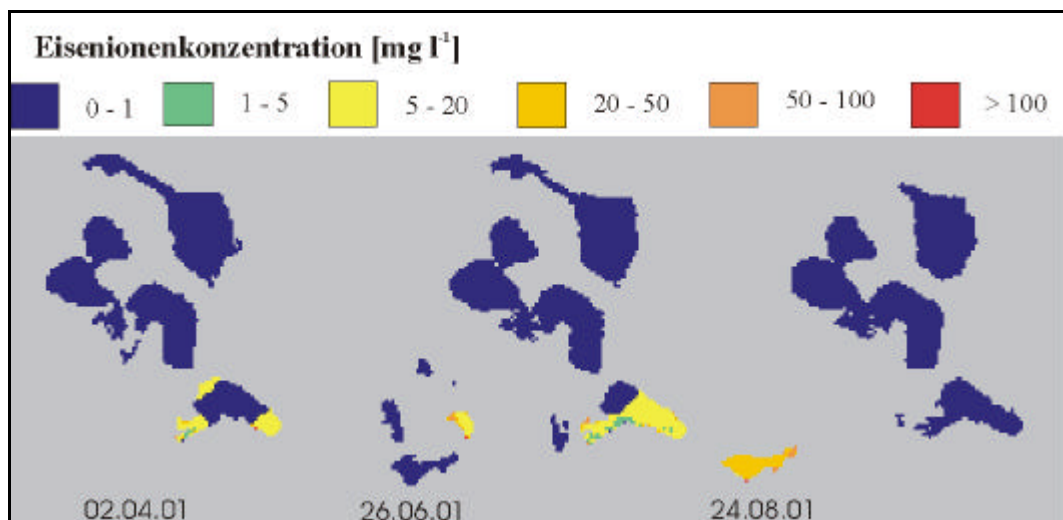 Eisenionenkonzentration [mg l⁻¹]
0 - 1 1 - 5 5 - 20 20 - 50 50 - 100 > 100
02.04.01 26.06.01 24.08.01